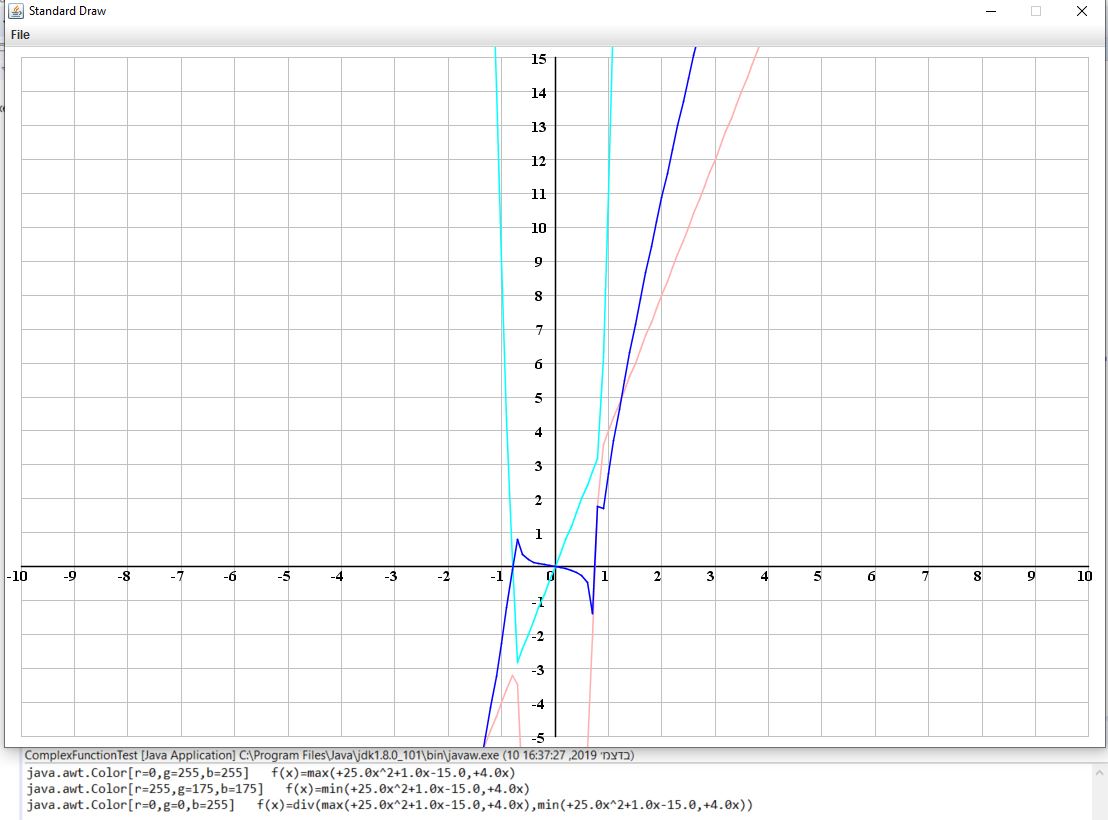 Standard Draw
File
15
14
13
12
11
10
9
8
7
6
5
4
3
2
1
-10 -9 -8 -7 -6 -5 -4 -3 -2 -1 0 1 2 3 4 5 6 7 8 9 10
-1
-2
-3
-4
-5
ComplexFunctionTest [Java Application] C:\Program Files\Java\jdk1.8.0_101\bin\javaw.exe (10 בדצמ׳ 2019, 16:37:27)
java.awt.Color[r=0,g=255,b=255] f(x)=max(+25.0x^2+1.0x-15.0,+4.0x)
java.awt.Color[r=255,g=175,b=175] f(x)=min(+25.0x^2+1.0x-15.0,+4.0x)
java.awt.Color[r=0,g=0,b=255] f(x)=div(max(+25.0x^2+1.0x-15.0,+4.0x),min(+25.0x^2+1.0x-15.0,+4.0x))